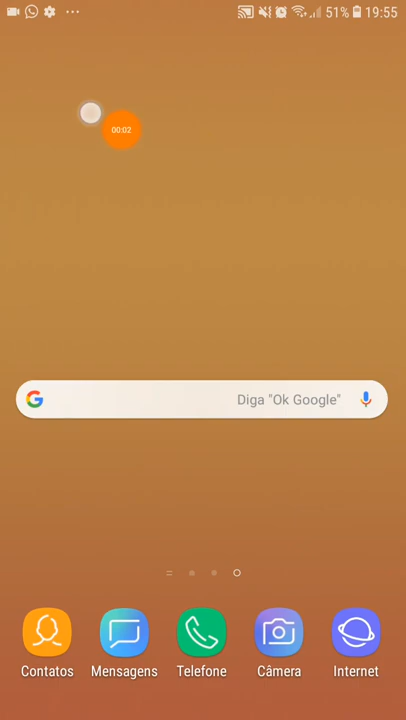 51% 19:55
00:02
G Diga "Ok Google"
Contatos Mensagens Telefone Câmera Internet